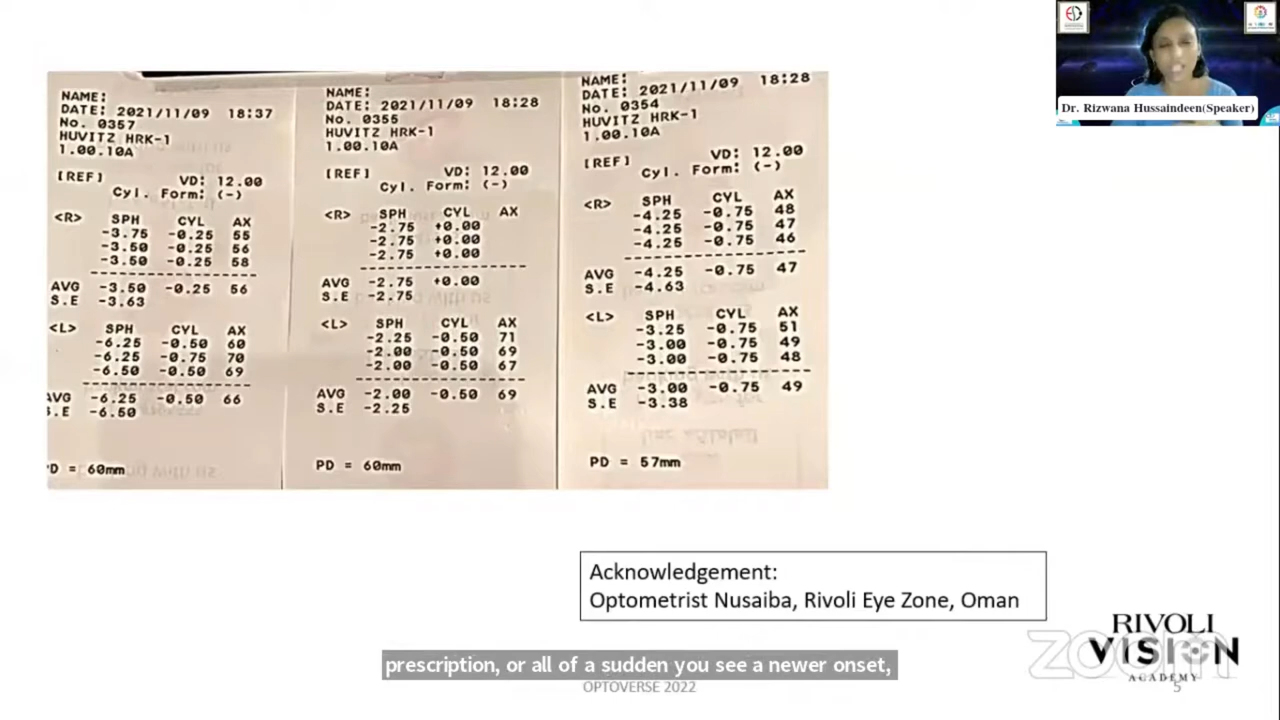 NAME:
DATE: 2021/11/09 18:37
No. 0357
HUVITZ HRK-1
1.00.10A
[REF] VD: 12.00
Cyl. Form: (-)
<R> SPH CYL AX
-3.75 -0.25 55
-3.50 -0.25 56
-3.50 -0.25 58
AVG -3.50 -0.25 56
S.E -3.63
<L> SPH CYL AX
-6.25 -0.50 60
-6.25 -0.75 70
-6.50 -0.50 69
AVG -6.25 -0.50 66
S.E -6.50
PD = 60mm
NAME:
DATE: 2021/11/09 18:28
No. 0355
HUVITZ HRK-1
1.00.10A
[REF] VD: 12.00
Cyl. Form: (-)
<R> SPH CYL AX
-2.75 +0.00
-2.75 +0.00
-2.75 +0.00
AVG -2.75 +0.00
S.E -2.75
<L> SPH CYL AX
-2.25 -0.50 71
-2.00 -0.50 69
-2.00 -0.50 67
AVG -2.00 -0.50 69
S.E -2.25
PD = 60mm
NAME:
DATE: 2021/11/09 18:28
No. 0354
HUVITZ HRK-1
1.00.10A
[REF] VD: 12.00
Cyl. Form: (-)
<R> SPH CYL AX
-4.25 -0.75 48
-4.25 -0.75 47
-4.25 -0.75 46
AVG -4.25 -0.75 47
S.E -4.63
<L> SPH CYL AX
-3.25 -0.75 51
-3.00 -0.75 49
-3.00 -0.75 48
AVG -3.00 -0.75 49
S.E -3.38
PD = 57mm
Dr. Rizwana Hussaindeen(Speaker)
Acknowledgement:
Optometrist Nusaiba, Rivoli Eye Zone, Oman
RIVOLI
VISION
ACADEMY
zoom
prescription, or all of a sudden you see a newer onset,
OPTOVERSE 2022
5